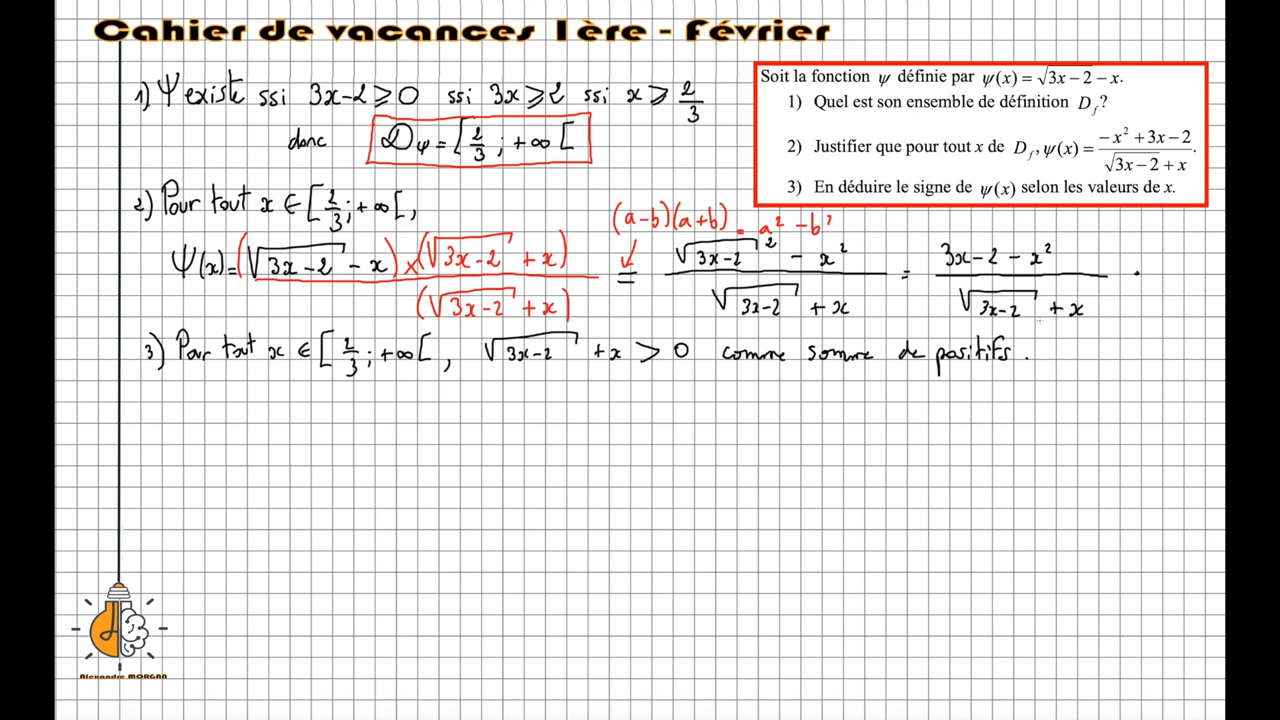 Cahier de vacances 1ère - Février
Soit la fonction ψ définie par ψ(x) = √(3x − 2) − x.
1) Quel est son ensemble de définition D_f ?
2) Justifier que pour tout x de D_f, ψ(x) = (−x² + 3x − 2)/(√(3x − 2) + x).
3) En déduire le signe de ψ(x) selon les valeurs de x.
1) Ψ existe ssi 3x−2 ⩾ 0 ssi 3x ⩾ 2 ssi x ⩾ 2/3
donc D_Ψ = [2/3 ; +∞[
2) Pour tout x ∈ [2/3 ; +∞[,
(a−b)(a+b) = a² − b²
Ψ(x) = (√(3x−2) − x) × (√(3x−2) + x)/(√(3x−2) + x) = (√(3x−2)² − x²)/(√(3x−2) + x) = (3x−2 − x²)/(√(3x−2) + x) .
3) Pour tout x ∈ [2/3 ; +∞[, √(3x−2) + x > 0 comme somme de positifs.
Alexandre MORGAN